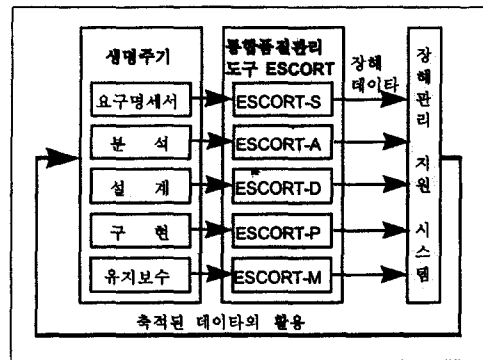 생명주기
통합품질관리
도구 ESCORT
장해
데이타
장해관리 지원 시스템
요구명세서
ESCORT-S
분 석
ESCORT-A
설 계
ESCORT-D
구 현
ESCORT-P
유지보수
ESCORT-M
축적된 데이타의 활용